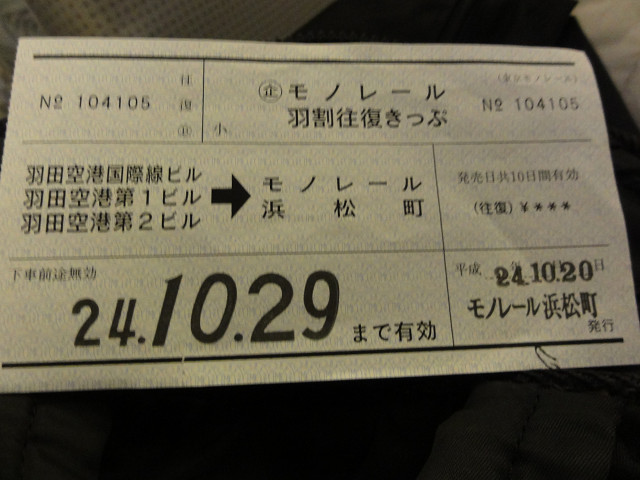 往復 企
№ 104105
小
企 モノレール
羽割往復きっぷ
(東京モノレール)
№ 104105
羽田空港国際線ビル
羽田空港第1ビル
羽田空港第2ビル
➡
モノレール
浜松町
発売日共10日間有効
(往復)¥****
下車前途無効
24.10.29 まで有効
平成 24.10.20日
モノレール浜松町
発行